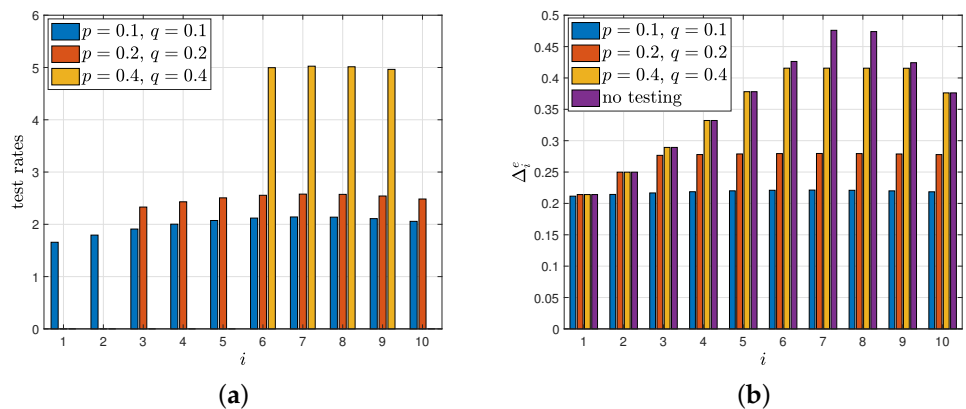 6
5
4
3
2
1
0
test rates
p = 0.1, q = 0.1
p = 0.2, q = 0.2
p = 0.4, q = 0.4
1 2 3 4 5 6 7 8 9 10
i
(a)
0.5
0.45
0.4
0.35
0.3
0.25
0.2
0.15
0.1
0.05
0
Δᵢᵉ
p = 0.1, q = 0.1
p = 0.2, q = 0.2
p = 0.4, q = 0.4
no testing
1 2 3 4 5 6 7 8 9 10
i
(b)